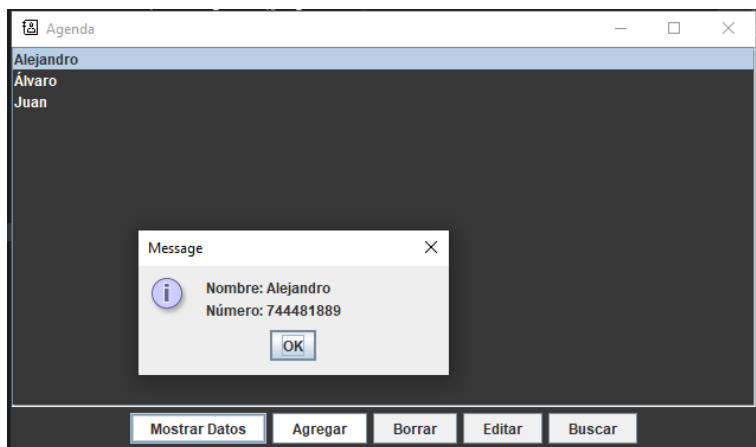 Agenda
Alejandro
Álvaro
Juan
Message
Nombre: Alejandro
Número: 744481889
OK
Mostrar Datos Agregar Borrar Editar Buscar